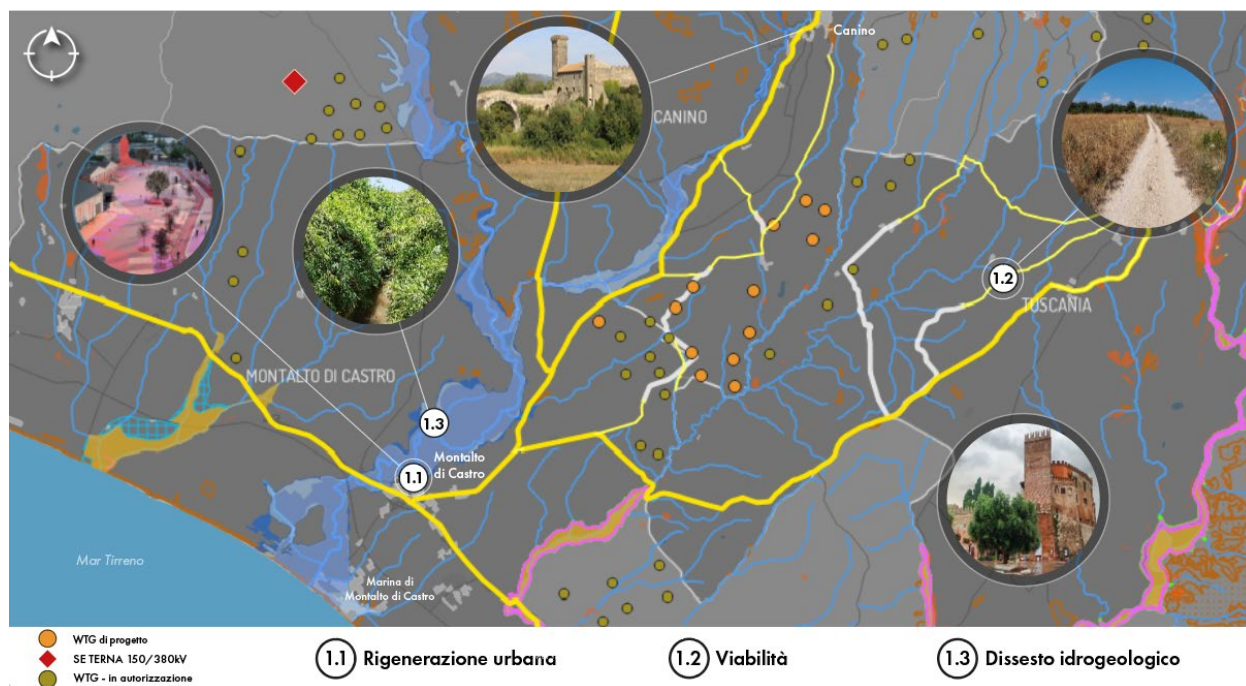 Canino
CANINO
1.2
TUSCANIA
MONTALTO DI CASTRO
1.3
Montalto
di Castro
1.1
Mar Tirreno
Marina di
Montalto di Castro
WTG di progetto
SE TERNA 150/380kV
WTG - in autorizzazione
1.1 Rigenerazione urbana
1.2 Viabilità
1.3 Dissesto idrogeologico